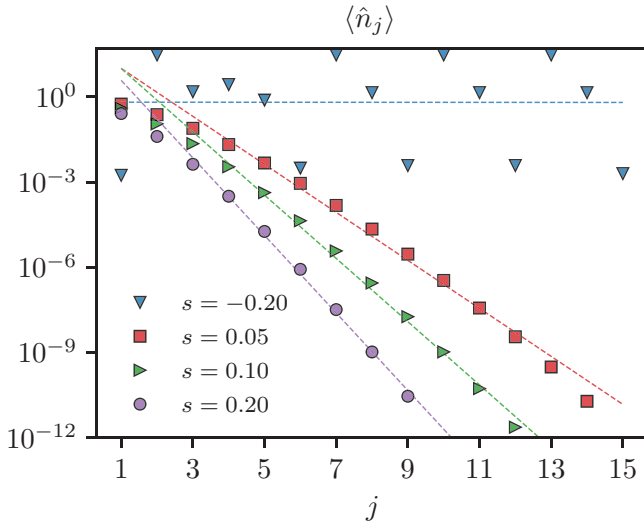 ⟨n̂_j⟩
10^0
10^−3
10^−6
10^−9
10^−12
s = −0.20
s = 0.05
s = 0.10
s = 0.20
1 3 5 7 9 11 13 15
j